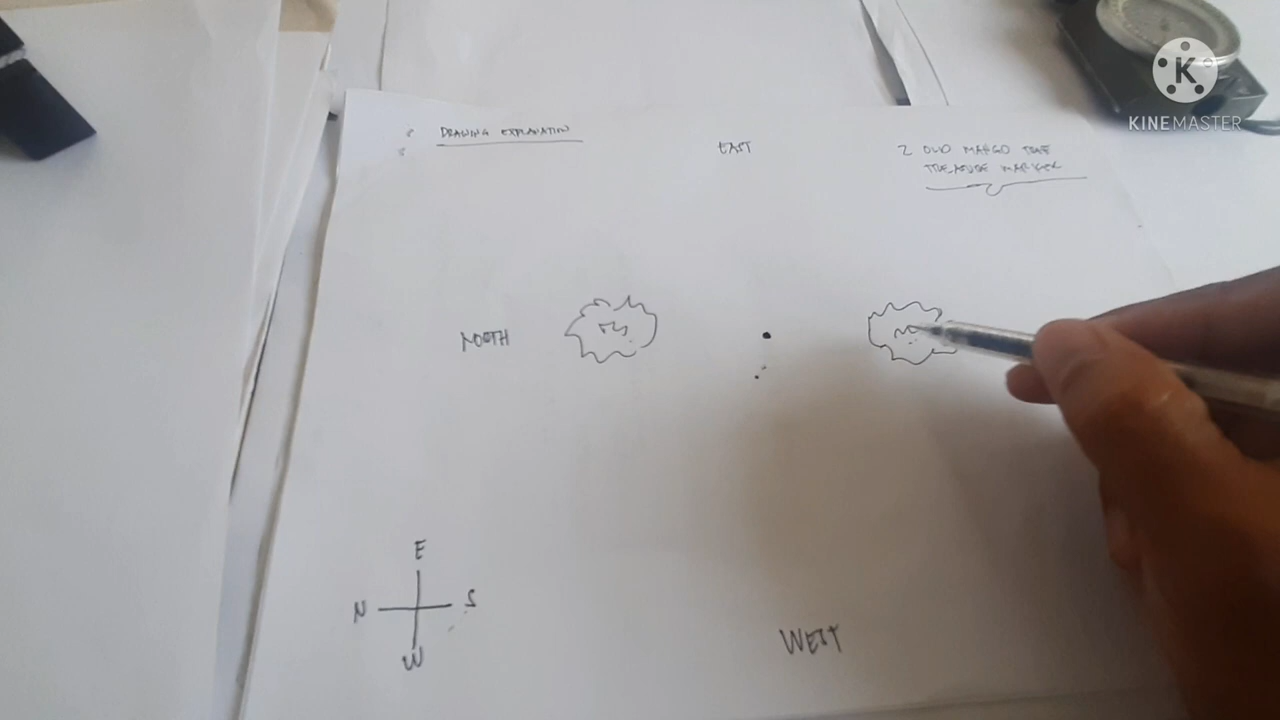 DRAWING EXPLANATION
EAST
2 OLD MANGO TREE
TREASURE MARKER
NORTH
E
N
S
W
WEST
K
KINEMASTER